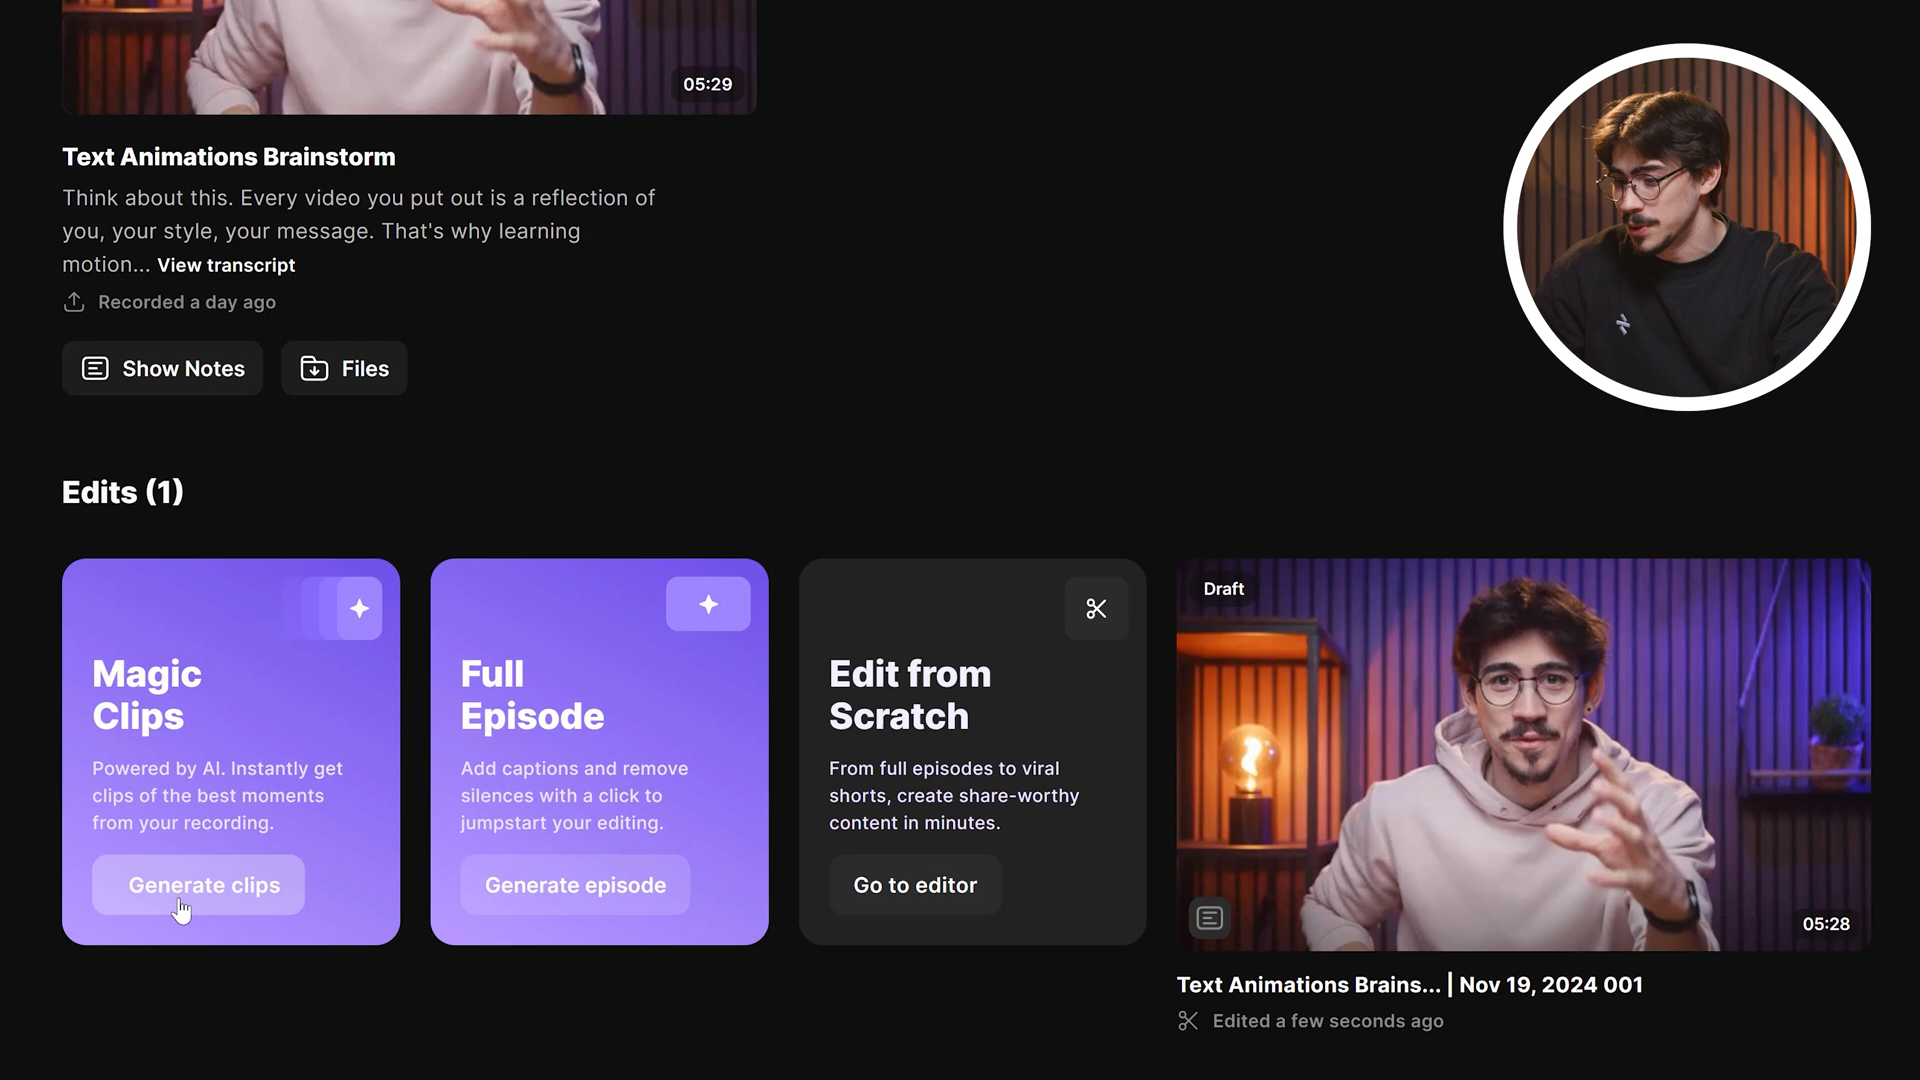 05:29
Text Animations Brainstorm
Think about this. Every video you put out is a reflection of
you, your style, your message. That's why learning
motion... View transcript
Recorded a day ago
Show Notes
Files
Edits (1)
Magic
Clips
Powered by AI. Instantly get
clips of the best moments
from your recording.
Generate clips
Full
Episode
Add captions and remove
silences with a click to
jumpstart your editing.
Generate episode
Edit from
Scratch
From full episodes to viral
shorts, create share-worthy
content in minutes.
Go to editor
Draft
05:28
Text Animations Brains... | Nov 19, 2024 001
Edited a few seconds ago